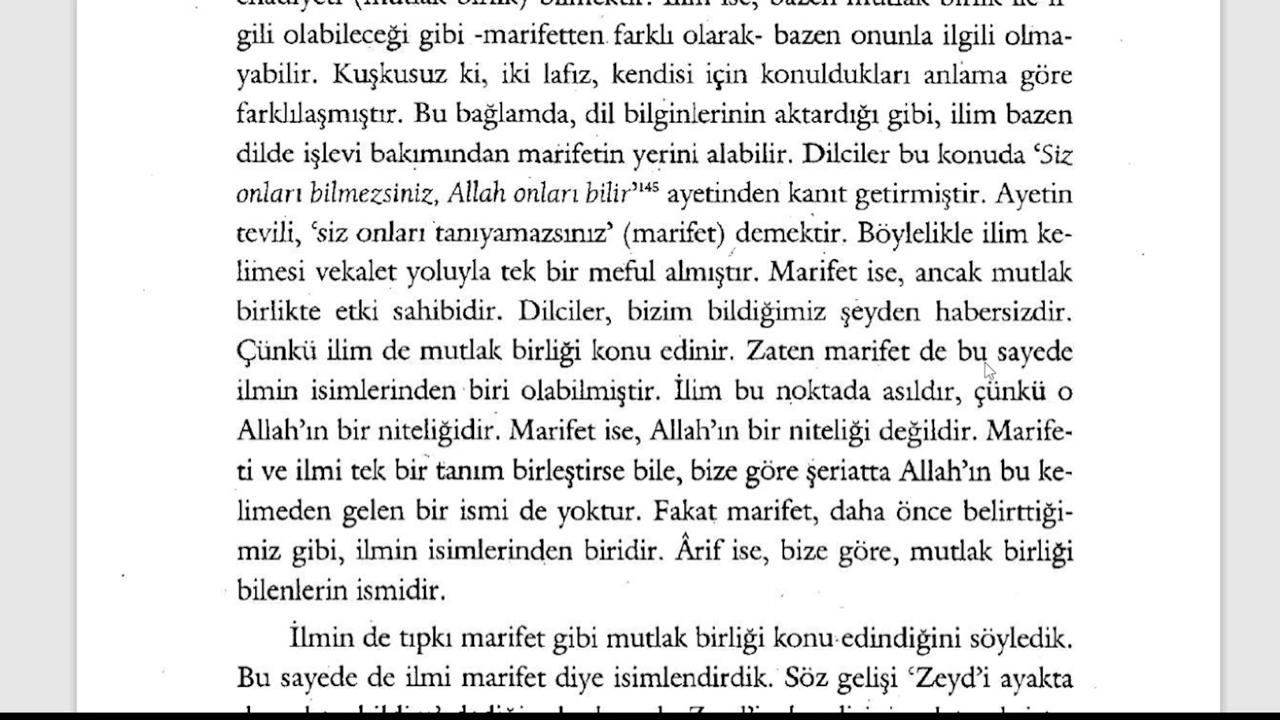 gili olabileceği gibi -marifetten farklı olarak- bazen onunla ilgili olma-
yabilir. Kuşkusuz ki, iki lafız, kendisi için konuldukları anlama göre
farklılaşmıştır. Bu bağlamda, dil bilginlerinin aktardığı gibi, ilim bazen
dilde işlevi bakımından marifetin yerini alabilir. Dilciler bu konuda ‘Siz
onları bilmezsiniz, Allah onları bilir’¹⁴⁵ ayetinden kanıt getirmiştir. Ayetin
tevili, ‘siz onları tanıyamazsınız’ (marifet) demektir. Böylelikle ilim ke-
limesi vekalet yoluyla tek bir meful almıştır. Marifet ise, ancak mutlak
birlikte etki sahibidir. Dilciler, bizim bildiğimiz şeyden habersizdir.
Çünkü ilim de mutlak birliği konu edinir. Zaten marifet de bu sayede
ilmin isimlerinden biri olabilmiştir. İlim bu noktada asıldır, çünkü o
Allah’ın bir niteliğidir. Marifet ise, Allah’ın bir niteliği değildir. Marife-
ti ve ilmi tek bir tanım birleştirse bile, bize göre şeriatta Allah’ın bu ke-
limeden gelen bir ismi de yoktur. Fakat marifet, daha önce belirttiği-
miz gibi, ilmin isimlerinden biridir. Ârif ise, bize göre, mutlak birliği
bilenlerin ismidir.
İlmin de tıpkı marifet gibi mutlak birliği konu edindiğini söyledik.
Bu sayede de ilmi marifet diye isimlendirdik. Söz gelişi ‘Zeyd’i ayakta